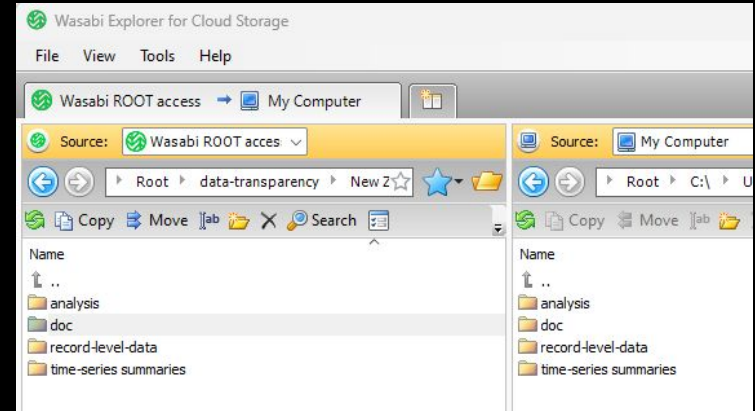 Wasabi Explorer for Cloud Storage
File View Tools Help
Wasabi ROOT access My Computer
Source: Wasabi ROOT acces
Source: My Computer
Root data-transparency New Z
Root C:\ U
Copy Move Search
Copy Move
Name
..
analysis
doc
record-level-data
time-series summaries
Name
..
analysis
doc
record-level-data
time-series summaries